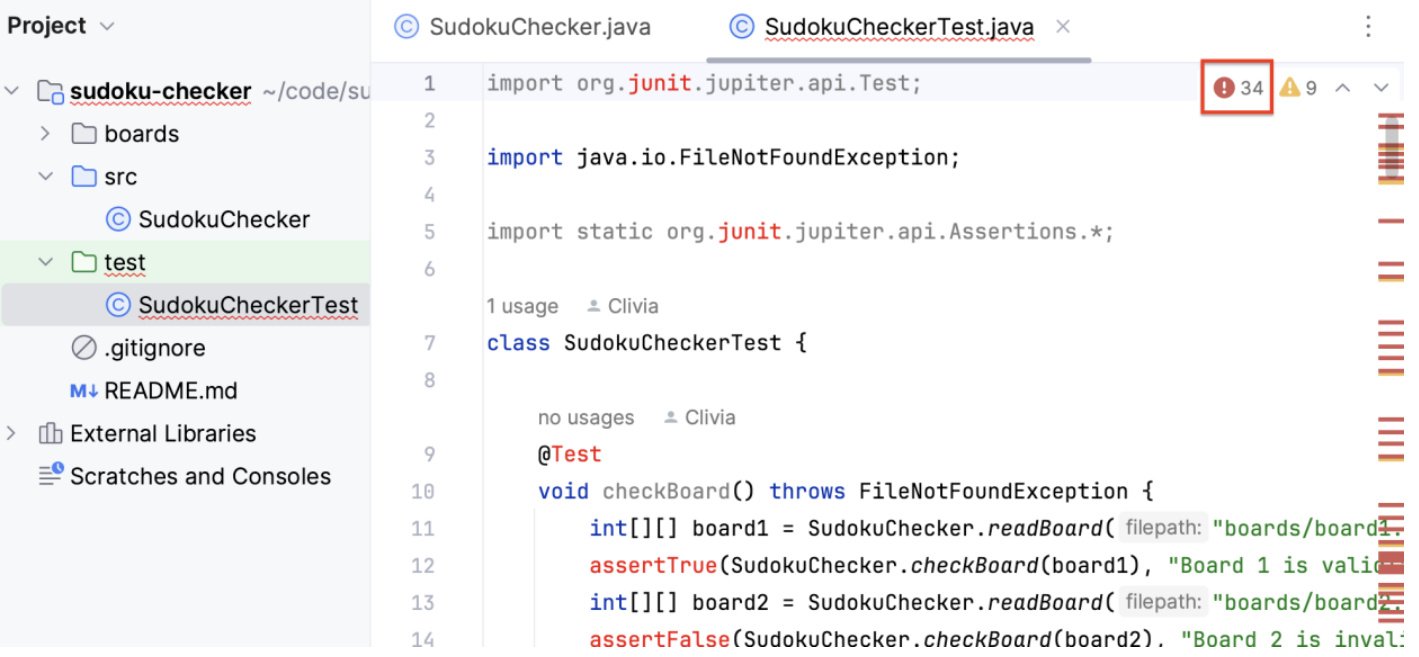 Project
sudoku-checker ~/code/su
boards
src
SudokuChecker
test
SudokuCheckerTest
.gitignore
M↓ README.md
External Libraries
Scratches and Consoles
SudokuChecker.java
SudokuCheckerTest.java
34 9
1 import org.junit.jupiter.api.Test;
2
3 import java.io.FileNotFoundException;
4
5 import static org.junit.jupiter.api.Assertions.*;
6
1 usage Clivia
7 class SudokuCheckerTest {
8
no usages Clivia
9 @Test
10 void checkBoard() throws FileNotFoundException {
11 int[][] board1 = SudokuChecker.readBoard( filepath: "boards/board1.
12 assertTrue(SudokuChecker.checkBoard(board1), "Board 1 is valid
13 int[][] board2 = SudokuChecker.readBoard( filepath: "boards/board2.
14 assertFalse(SudokuChecker.checkBoard(board2), "Board 2 is invali